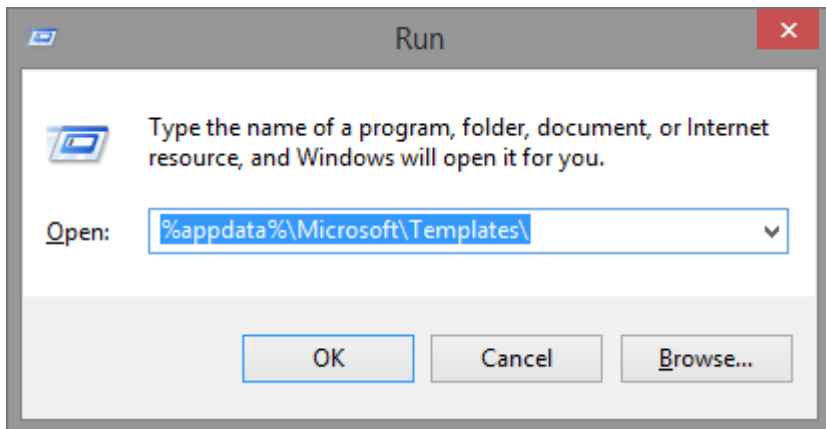 Run
Type the name of a program, folder, document, or Internet
resource, and Windows will open it for you.
Open: %appdata%\Microsoft\Templates\
OK Cancel Browse...